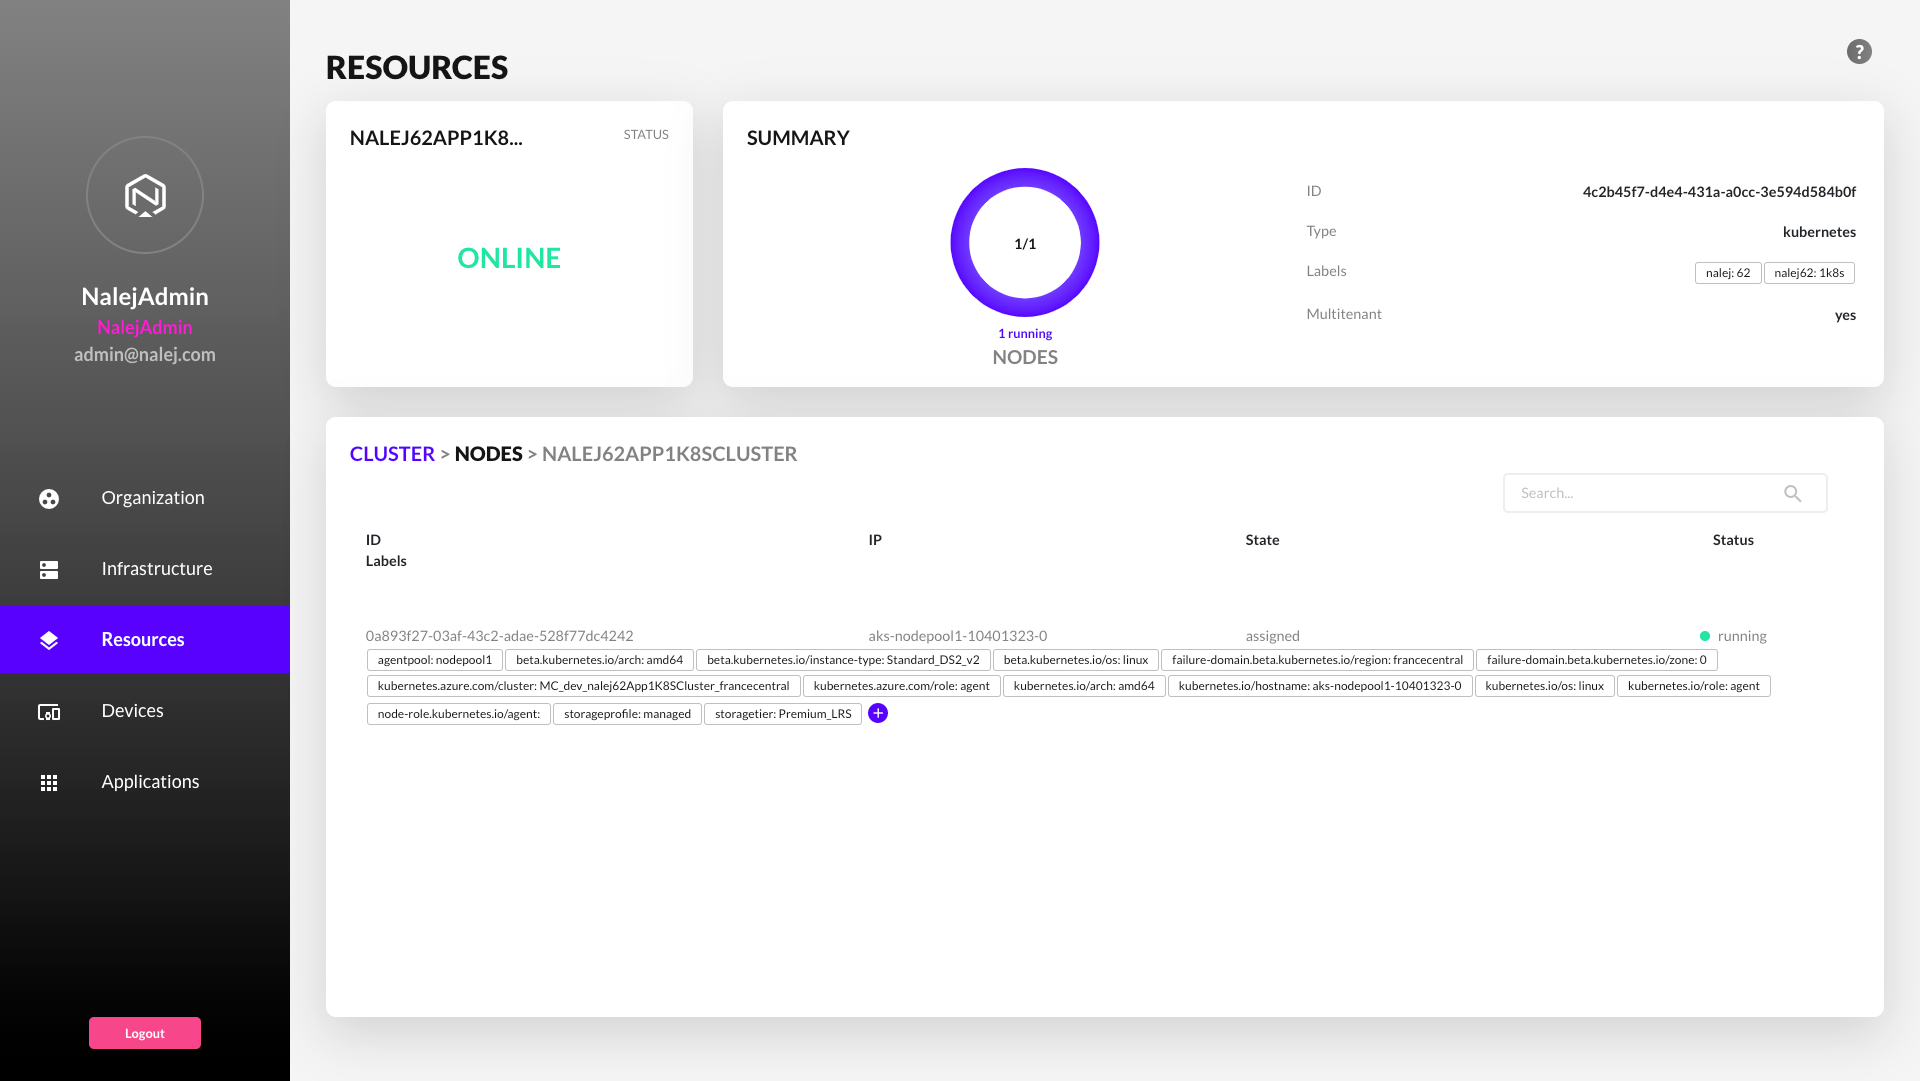 RESOURCES
?
NalejAdmin
NalejAdmin
admin@nalej.com
Organization
Infrastructure
Resources
Devices
Applications
Logout
NALEJ62APP1K8...
STATUS
ONLINE
SUMMARY
1/1
1 running
NODES
ID 4c2b45f7-d4e4-431a-a0cc-3e594d584b0f
Type kubernetes
Labels nalej: 62 nalej62: 1k8s
Multitenant yes
CLUSTER > NODES > NALEJ62APP1K8SCLUSTER
Search...
ID IP State Status
Labels
0a893f27-03af-43c2-adae-528f77dc4242 aks-nodepool1-10401323-0 assigned running
agentpool: nodepool1 beta.kubernetes.io/arch: amd64 beta.kubernetes.io/instance-type: Standard_DS2_v2 beta.kubernetes.io/os: linux failure-domain.beta.kubernetes.io/region: francecentral failure-domain.beta.kubernetes.io/zone: 0
kubernetes.azure.com/cluster: MC_dev_nalej62App1K8SCluster_francecentral kubernetes.azure.com/role: agent kubernetes.io/arch: amd64 kubernetes.io/hostname: aks-nodepool1-10401323-0 kubernetes.io/os: linux kubernetes.io/role: agent
node-role.kubernetes.io/agent: storageprofile: managed storagetier: Premium_LRS +